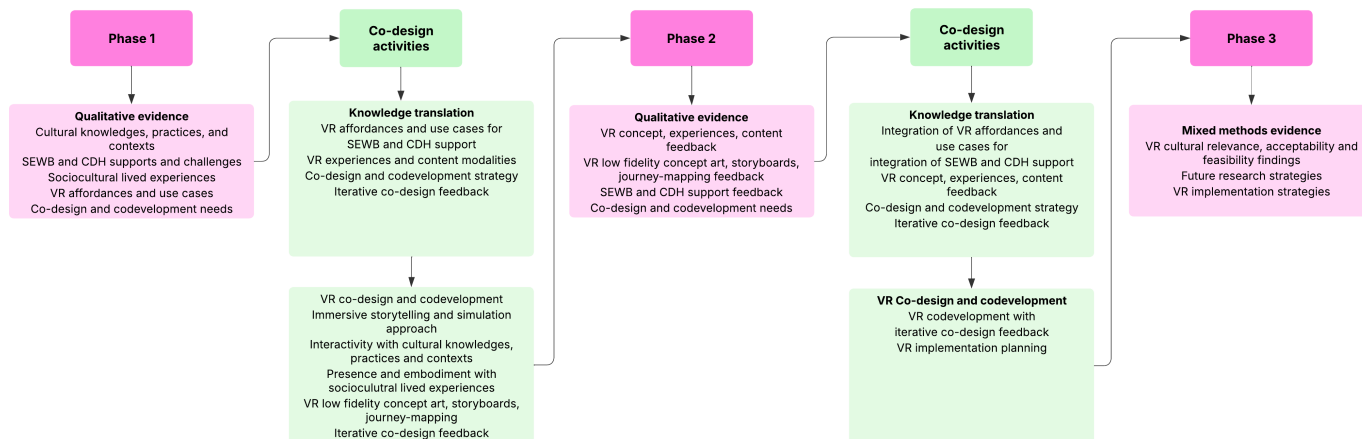 Phase 1
Qualitative evidence
Cultural knowledges, practices, and
contexts
SEWB and CDH supports and challenges
Sociocultural lived experiences
VR affordances and use cases
Co-design and codevelopment needs
Co-design
activities
Knowledge translation
VR affordances and use cases for
SEWB and CDH support
VR experiences and content modalities
Co-design and codevelopment strategy
Iterative co-design feedback
VR co-design and codevelopment
Immersive storytelling and simulation
approach
Interactivity with cultural knowledges,
practices and contexts
Presence and embodiment with
socioculutral lived experiences
VR low fidelity concept art, storyboards,
journey-mapping
Iterative co-design feedback
Phase 2
Qualitative evidence
VR concept, experiences, content
feedback
VR low fidelity concept art, storyboards,
journey-mapping feedback
SEWB and CDH support feedback
Co-design and codevelopment needs
Co-design
activities
Knowledge translation
Integration of VR affordances and
use cases for
integration of SEWB and CDH support
VR concept, experiences, content
feedback
Co-design and codevelopment strategy
Iterative co-design feedback
VR Co-design and codevelopment
VR codevelopment with
iterative co-design feedback
VR implementation planning
Phase 3
Mixed methods evidence
VR cultural relevance, acceptability and
feasibility findings
Future research strategies
VR implementation strategies